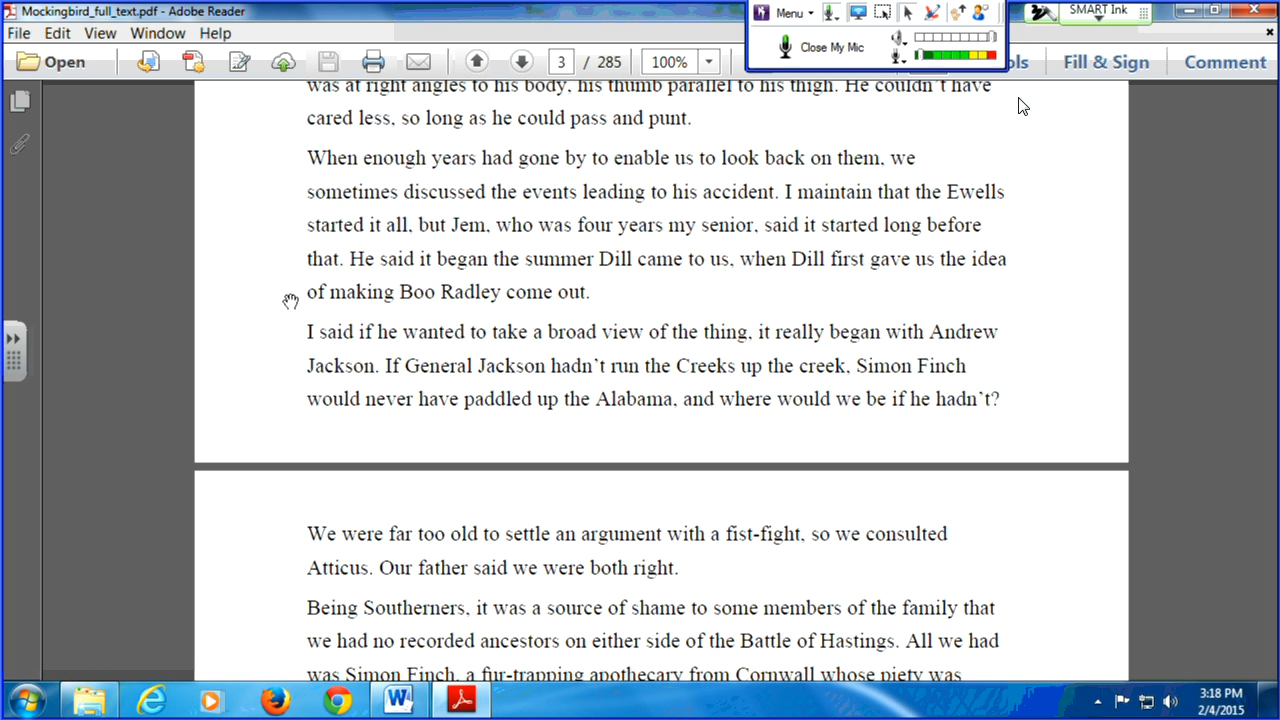 Mockingbird_full_text.pdf - Adobe Reader
Menu
SMART Ink
File Edit View Window Help
Close My Mic
Open 3 / 285 100% Fill & Sign Comment
was at right angles to his body, his thumb parallel to his thigh. He couldn`t have
cared less, so long as he could pass and punt.
When enough years had gone by to enable us to look back on them, we
sometimes discussed the events leading to his accident. I maintain that the Ewells
started it all, but Jem, who was four years my senior, said it started long before
that. He said it began the summer Dill came to us, when Dill first gave us the idea
of making Boo Radley come out.
I said if he wanted to take a broad view of the thing, it really began with Andrew
Jackson. If General Jackson hadn`t run the Creeks up the creek, Simon Finch
would never have paddled up the Alabama, and where would we be if he hadn`t?
We were far too old to settle an argument with a fist-fight, so we consulted
Atticus. Our father said we were both right.
Being Southerners, it was a source of shame to some members of the family that
we had no recorded ancestors on either side of the Battle of Hastings. All we had
was Simon Finch, a fur-trapping apothecary from Cornwall whose piety was
3:18 PM
2/4/2015